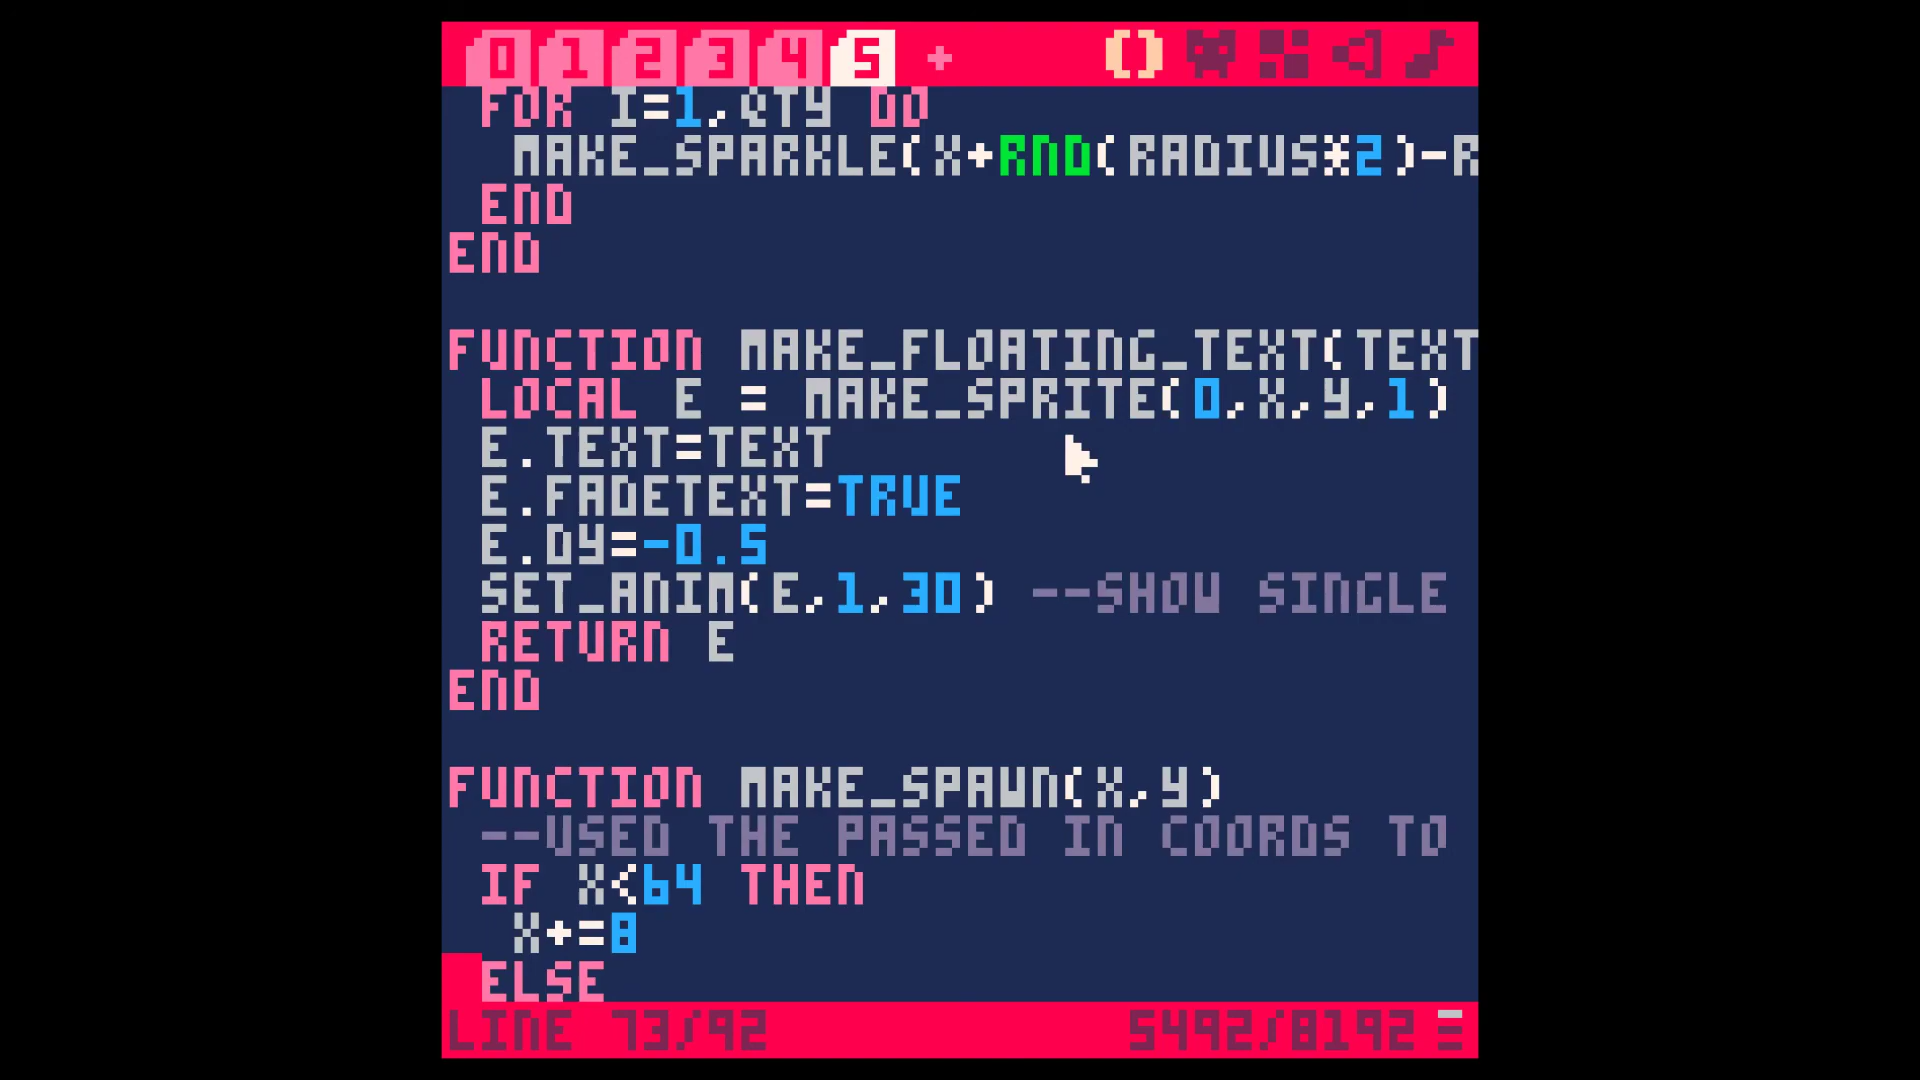 0 1 2 3 4 5 +
FOR I=1,QTY DO
MAKE_SPARKLE(X+RND(RADIUS*2)-R
END
END
FUNCTION MAKE_FLOATING_TEXT(TEXT
LOCAL E = MAKE_SPRITE(0,X,Y,1)
E.TEXT=TEXT
E.FADETEXT=TRUE
E.DY=-0.5
SET_ANIM(E,1,30) --SHOW SINGLE
RETURN E
END
FUNCTION MAKE_SPAWN(X,Y)
--USED THE PASSED IN COORDS TO
IF X<64 THEN
X+=8
ELSE
LINE 73/92 5492/8192